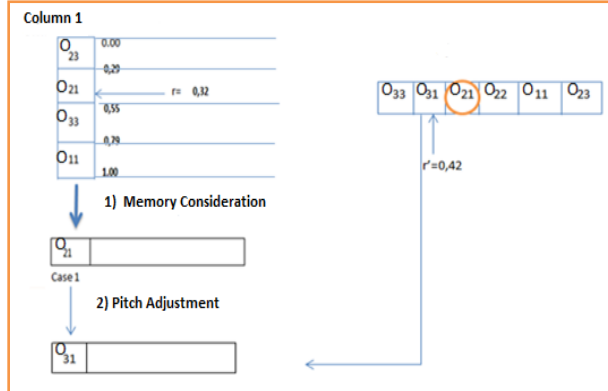 Column 1
O23
0.00
0,29
O21
r= 0,32
0,55
O33
0,79
O11
1.00
1) Memory Consideration
O21
Case 1
2) Pitch Adjustment
O31
O33 O31 O21 O22 O11 O23
r'=0,42